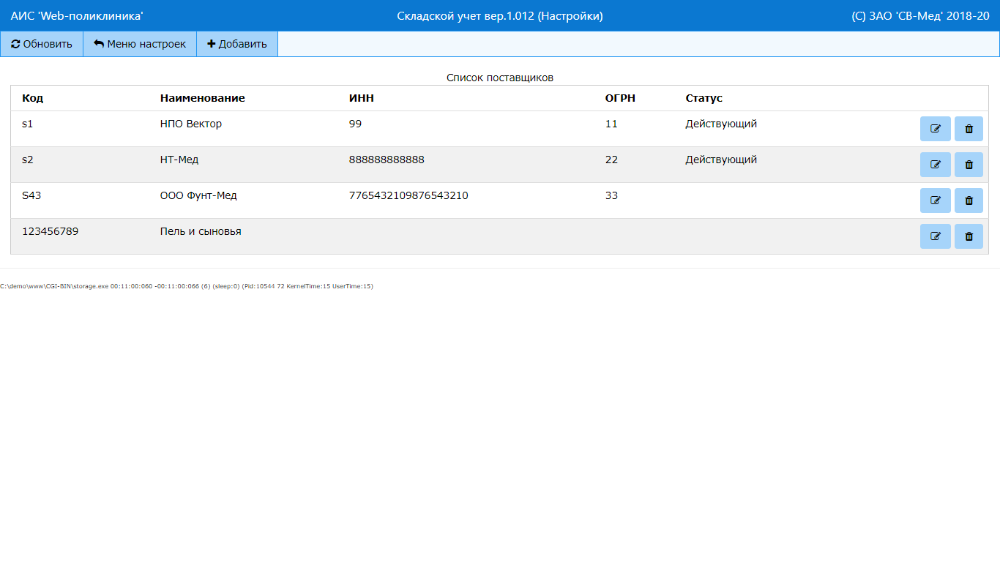 АИС 'Web-поликлиника' Складской учет вер.1.012 (Настройки) (С) ЗАО 'СВ-Мед' 2018-20
Обновить Меню настроек Добавить
Список поставщиков
Код Наименование ИНН ОГРН Статус
s1 НПО Вектор 99 11 Действующий
s2 НТ-Мед 888888888888 22 Действующий
S43 ООО Фунт-Мед 7765432109876543210 33
123456789 Пель и сыновья
C:\demo\www\CGI-BIN\storage.exe 00:11:00:060 -00:11:00:066 (6) (sleep:0) (Pid:10544 72 KernelTime:15 UserTime:15)